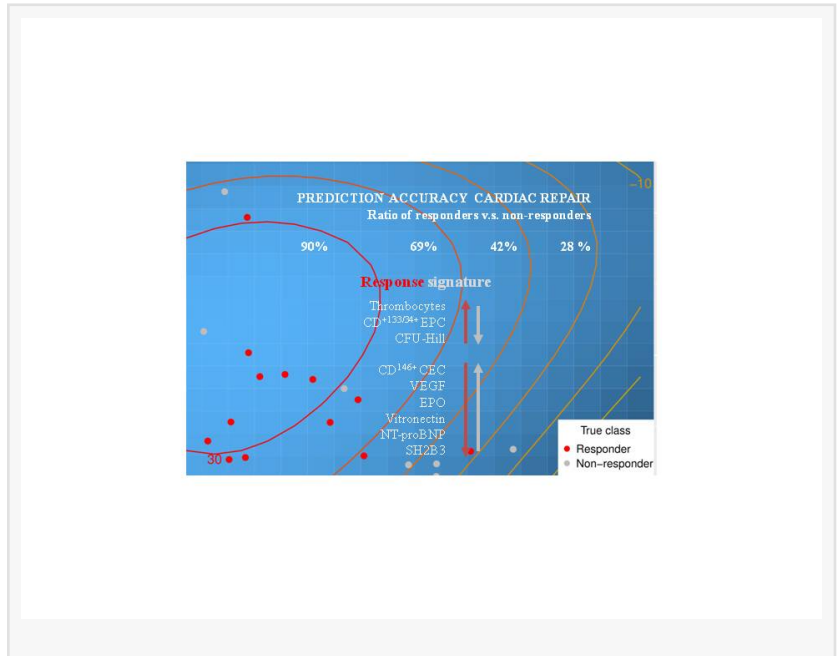 −10
PREDICTION ACCURACY CARDIAC REPAIR
Ratio of responders v.s. non-responders
90% 69% 42% 28 %
Response signature
Thrombocytes
CD+133/34+ EPC
CFU-Hill
CD146+ CEC
VEGF
EPO
Vitronectin
NT-proBNP
SH2B3
True class
Responder
Non−responder
30